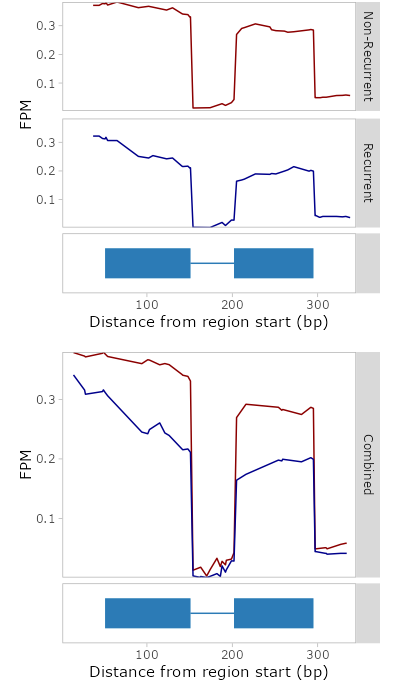 0.3
0.2
0.1
Non-Recurrent
FPM
0.3
0.2
0.1
Recurrent
100 200 300
Distance from region start (bp)
0.3
0.2
0.1
FPM
Combined
100 200 300
Distance from region start (bp)